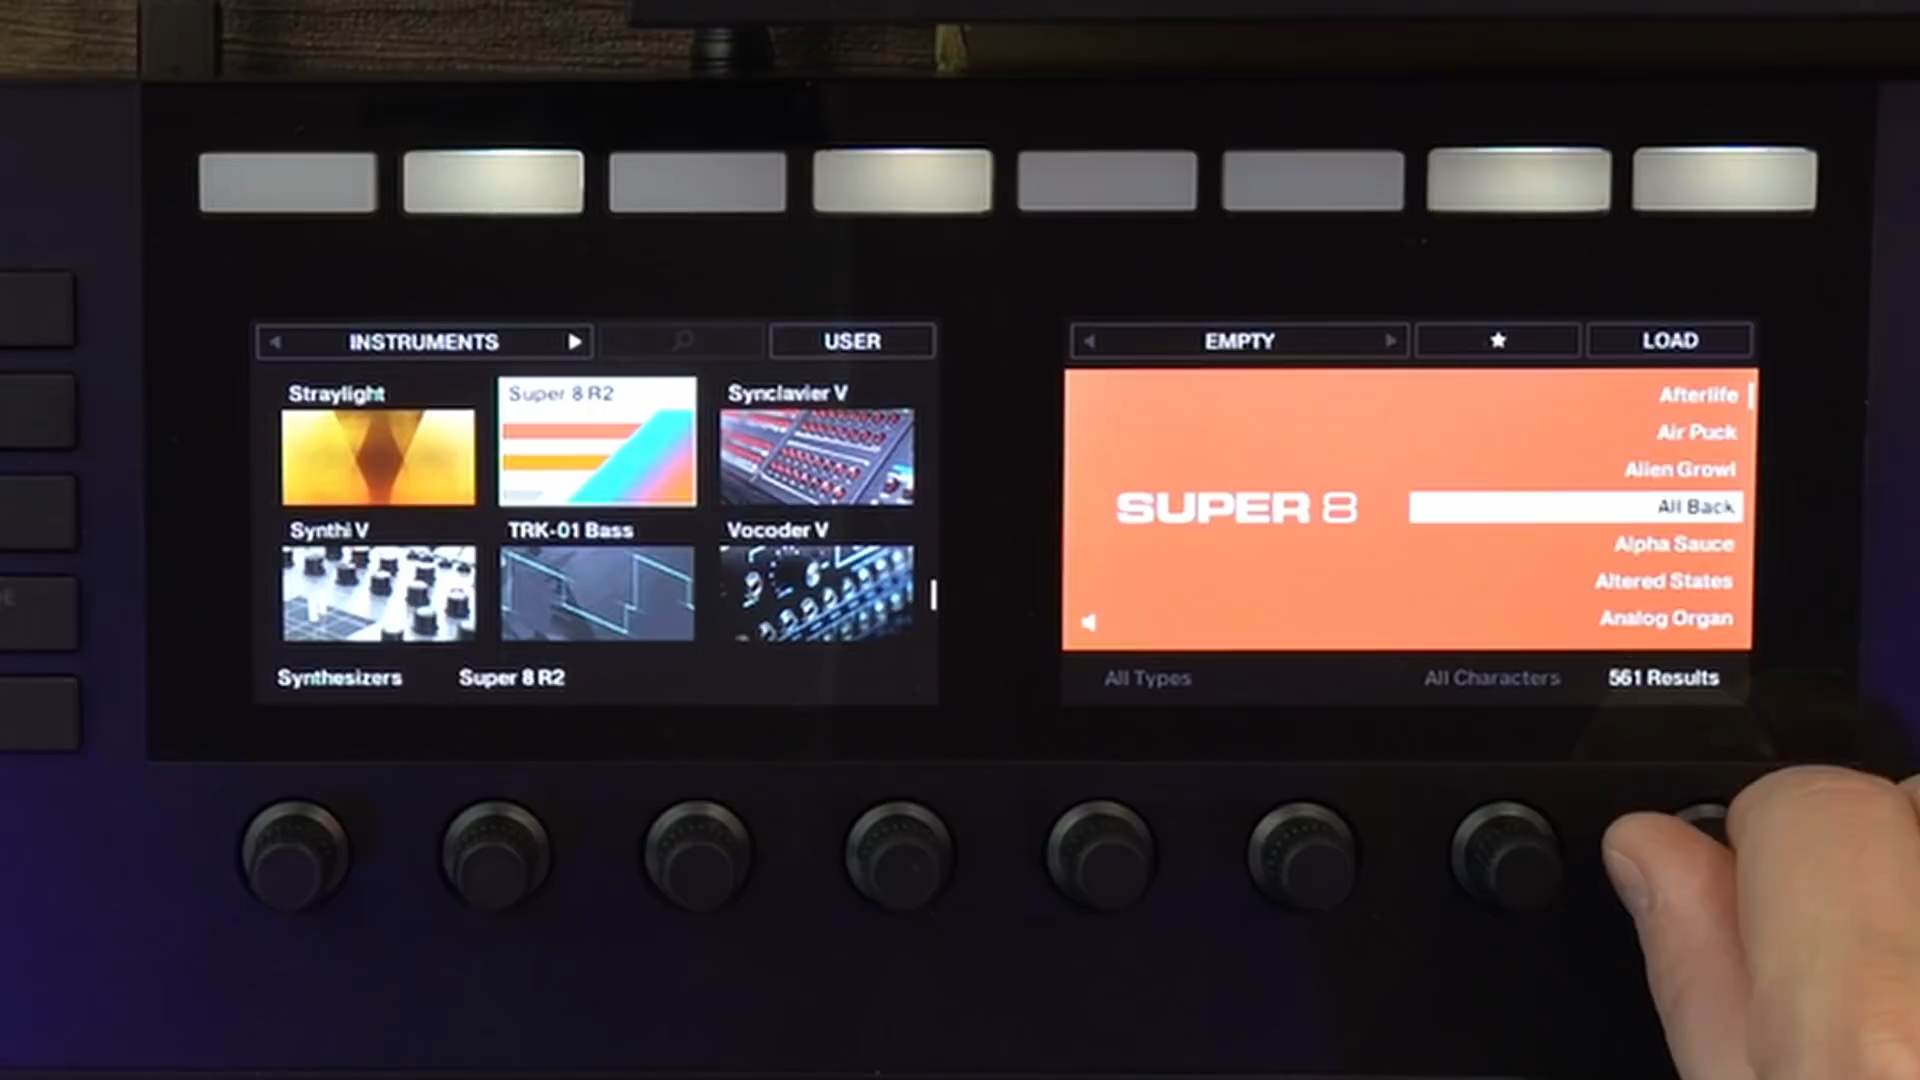 INSTRUMENTS
USER
Straylight
Super 8 R2
Synclavier V
Synthi V
TRK-01 Bass
Vocoder V
Synthesizers
Super 8 R2
EMPTY
LOAD
SUPER 8
Afterlife
Air Puck
Alien Growl
All Back
Alpha Sauce
Altered States
Analog Organ
All Types
All Characters
561 Results